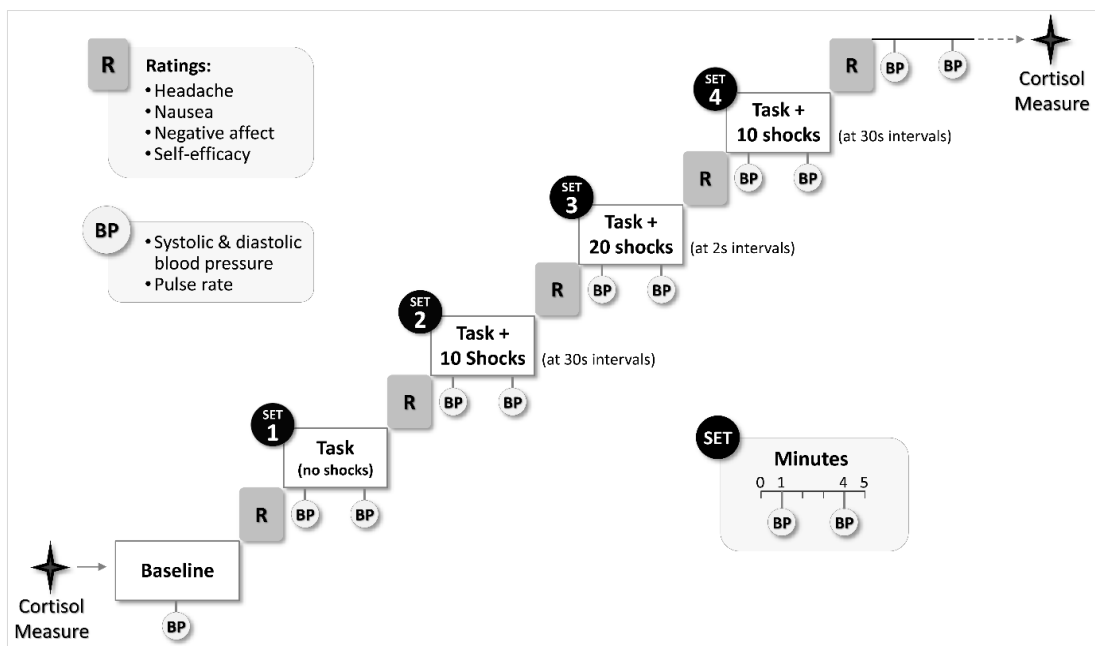 R
Ratings:
• Headache
• Nausea
• Negative affect
• Self-efficacy
BP
• Systolic & diastolic
blood pressure
• Pulse rate
Cortisol
Measure
Baseline
BP
R
SET
1
Task
(no shocks)
BP
BP
R
SET
2
Task +
10 Shocks
(at 30s intervals)
BP
BP
R
SET
3
Task +
20 shocks
(at 2s intervals)
BP
BP
R
SET
4
Task +
10 shocks
(at 30s intervals)
BP
BP
R
BP
BP
Cortisol
Measure
SET
Minutes
0 1 4 5
BP
BP